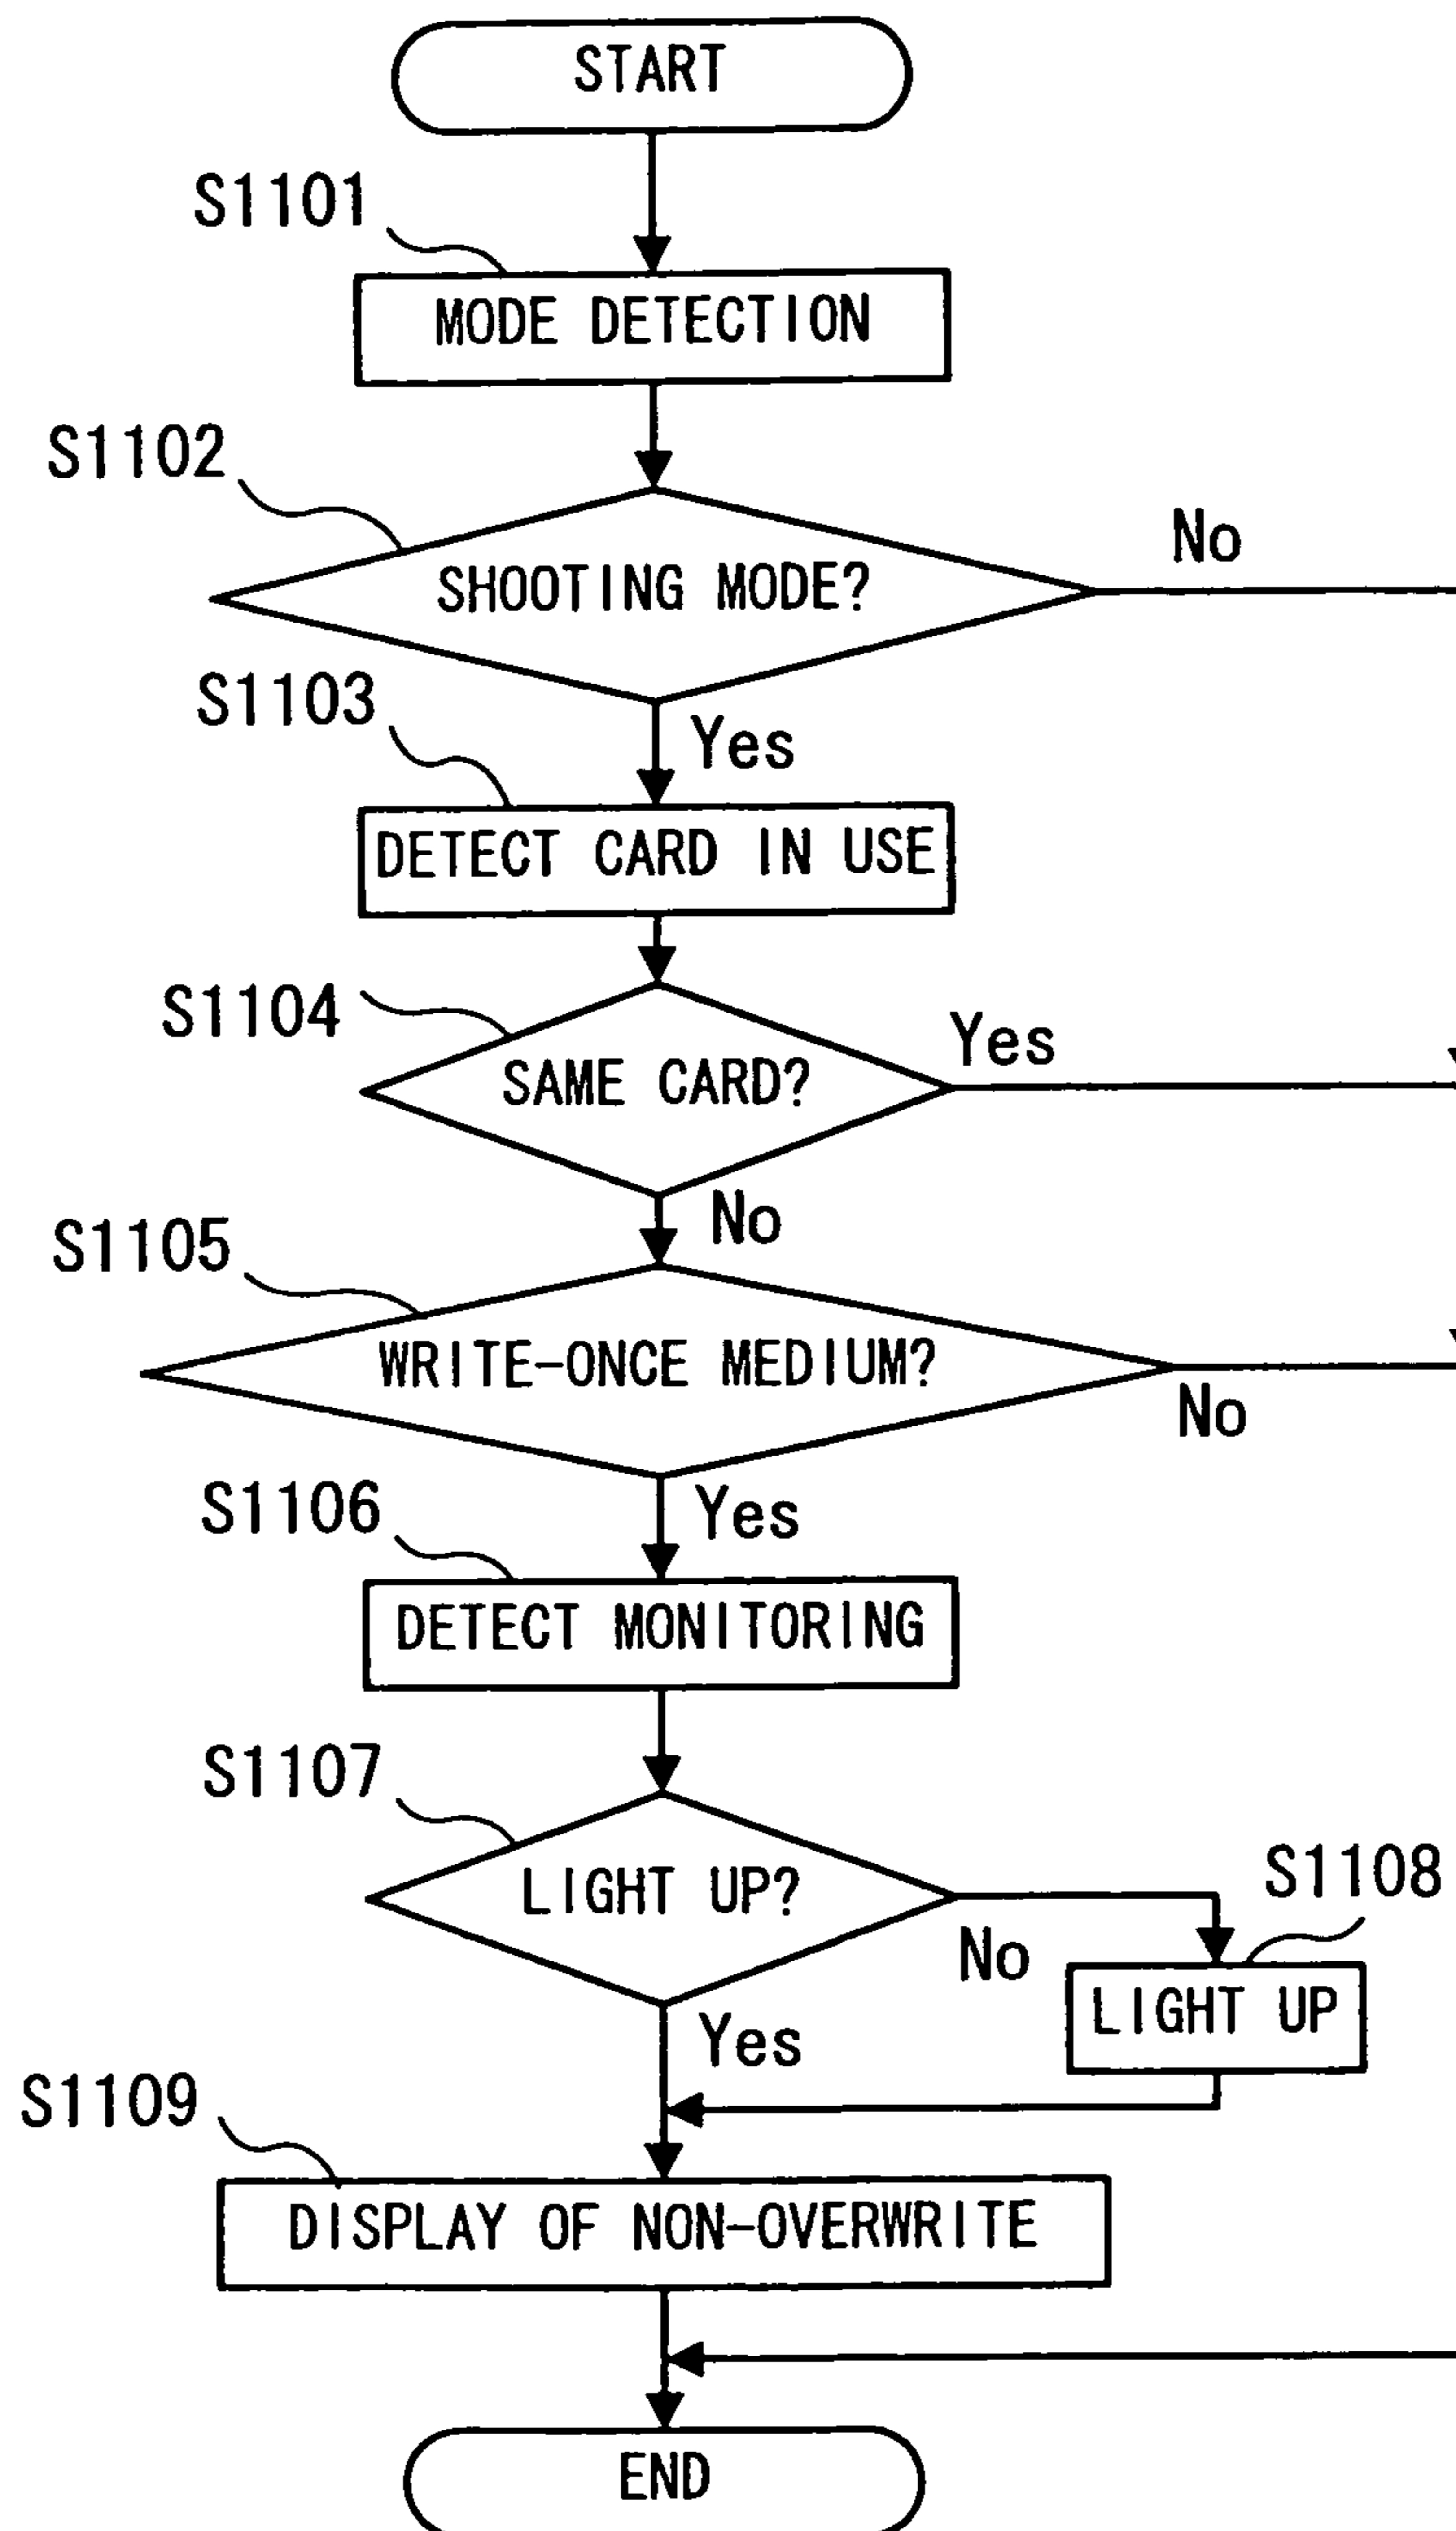 START
S1101
MODE DETECTION
S1102
SHOOTING MODE?
No
S1103
Yes
DETECT CARD IN USE
S1104
SAME CARD?
Yes
No
S1105
WRITE-ONCE MEDIUM?
No
S1106
Yes
DETECT MONITORING
S1107
LIGHT UP?
No
S1108
LIGHT UP
Yes
S1109
DISPLAY OF NON-OVERWRITE
END